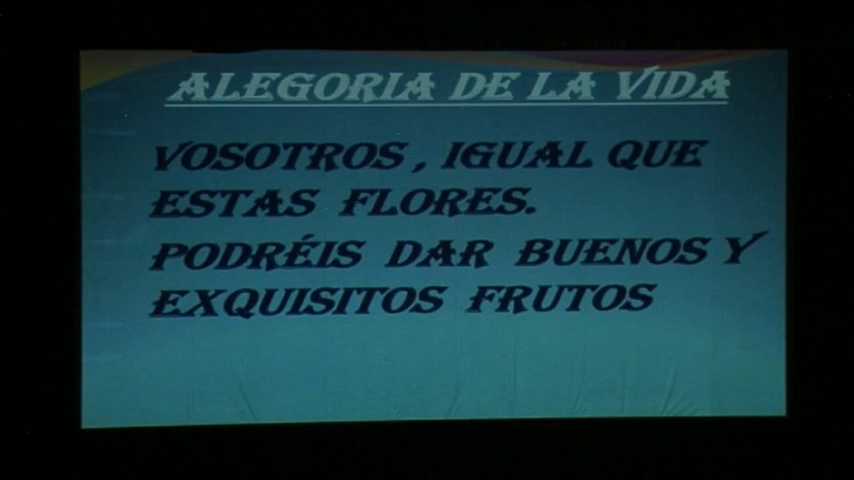 ALEGORIA DE LA VIDA
VOSOTROS, IGUAL QUE
ESTAS FLORES.
PODRÉIS DAR BUENOS Y
EXQUISITOS FRUTOS